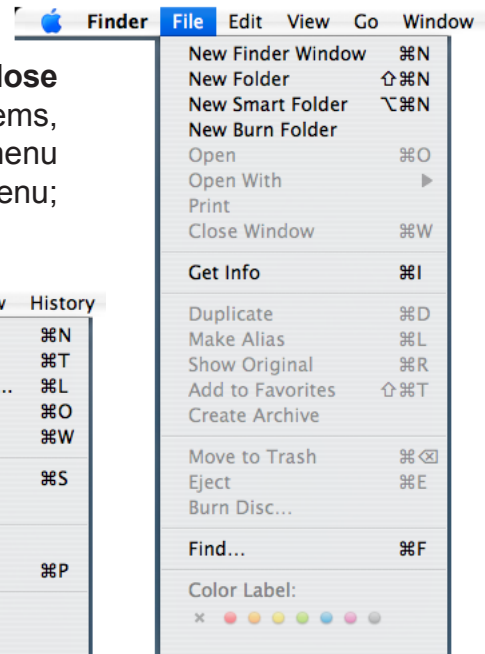 Finder File Edit View Go Window
lose
ems,
menu
enu;
New Finder Window ⌘N
New Folder ⇧⌘N
New Smart Folder ⌥⌘N
New Burn Folder
Open ⌘O
Open With ▶
Print
Close Window ⌘W
Get Info ⌘I
Duplicate ⌘D
Make Alias ⌘L
Show Original ⌘R
Add to Favorites ⇧⌘T
Create Archive
Move to Trash ⌘⌫
Eject ⌘E
Burn Disc...
Find... ⌘F
Color Label:
×
w History
⌘N
⌘T
... ⌘L
⌘O
⌘W
⌘S
⌘P